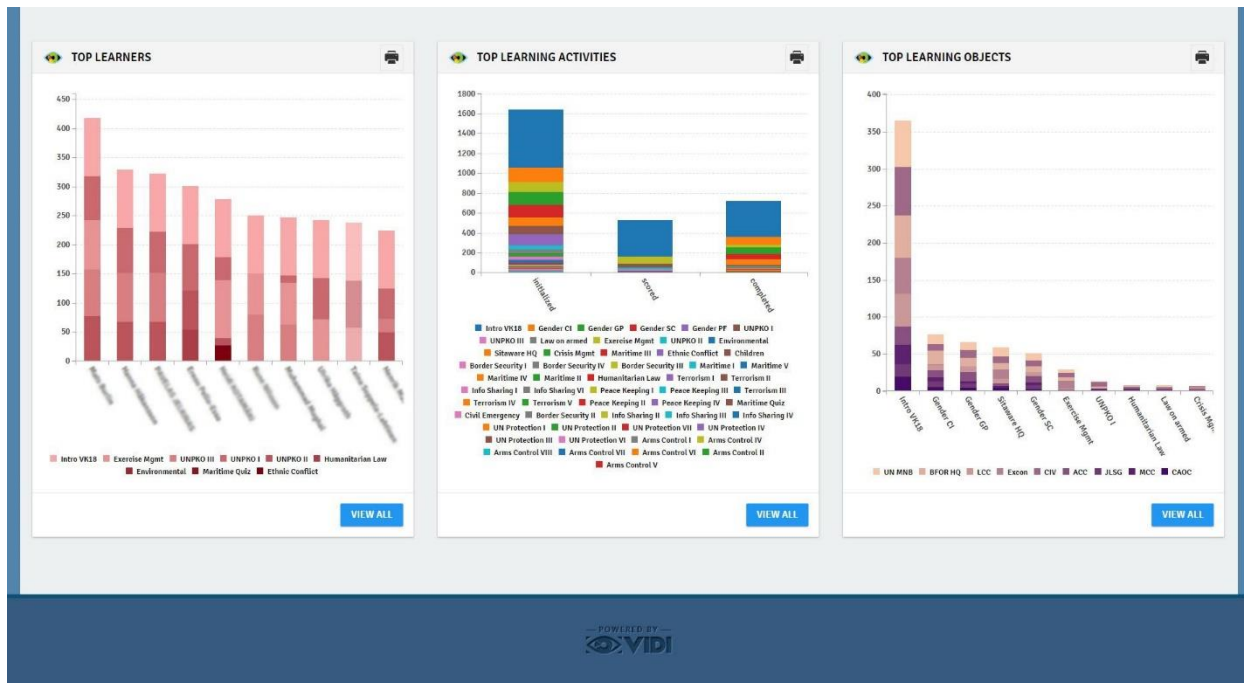 TOP LEARNERS
450
400
350
300
250
200
150
100
50
0
Intro VK18 Exercise Mgmt UNPKO III UNPKO I UNPKO II Humanitarian Law
Environmental Maritime Quiz Ethnic Conflict
VIEW ALL
TOP LEARNING ACTIVITIES
1800
1600
1400
1200
1000
800
600
400
200
0
initialized
scored
completed
Intro VK18 Gender CI Gender GP Gender SC Gender PF UNPKO I
UNPKO III Law on armed Exercise Mgmt UNPKO II Environmental
Sitaware HQ Crisis Mgmt Maritime III Ethnic Conflict Children
Border Security I Border Security IV Border Security III Maritime I Maritime V
Maritime IV Maritime II Humanitarian Law Terrorism I Terrorism II
Info Sharing I Info Sharing VI Peace Keeping I Peace Keeping III Terrorism III
Terrorism IV Terrorism V Peace Keeping IV Peace Keeping IV Maritime Quiz
Civil Emergency Border Security II Info Sharing II Info Sharing III Info Sharing IV
UN Protection I UN Protection II UN Protection VII UN Protection IV
UN Protection III UN Protection VI Arms Control I Arms Control IV
Arms Control VIII Arms Control VII Arms Control VI Arms Control II
Arms Control V
VIEW ALL
TOP LEARNING OBJECTS
400
350
300
250
200
150
100
50
0
Intro VK18
Gender CI
Gender GP
Sitaware HQ
Gender SC
Exercise Mgmt
UNPKO I
Humanitarian Law
Law on armed
Crisis Mg...
UN MNB BFOR HQ LCC Excon CIV ACC JLSG MCC CAOC
VIEW ALL
POWERED BY
VIDI